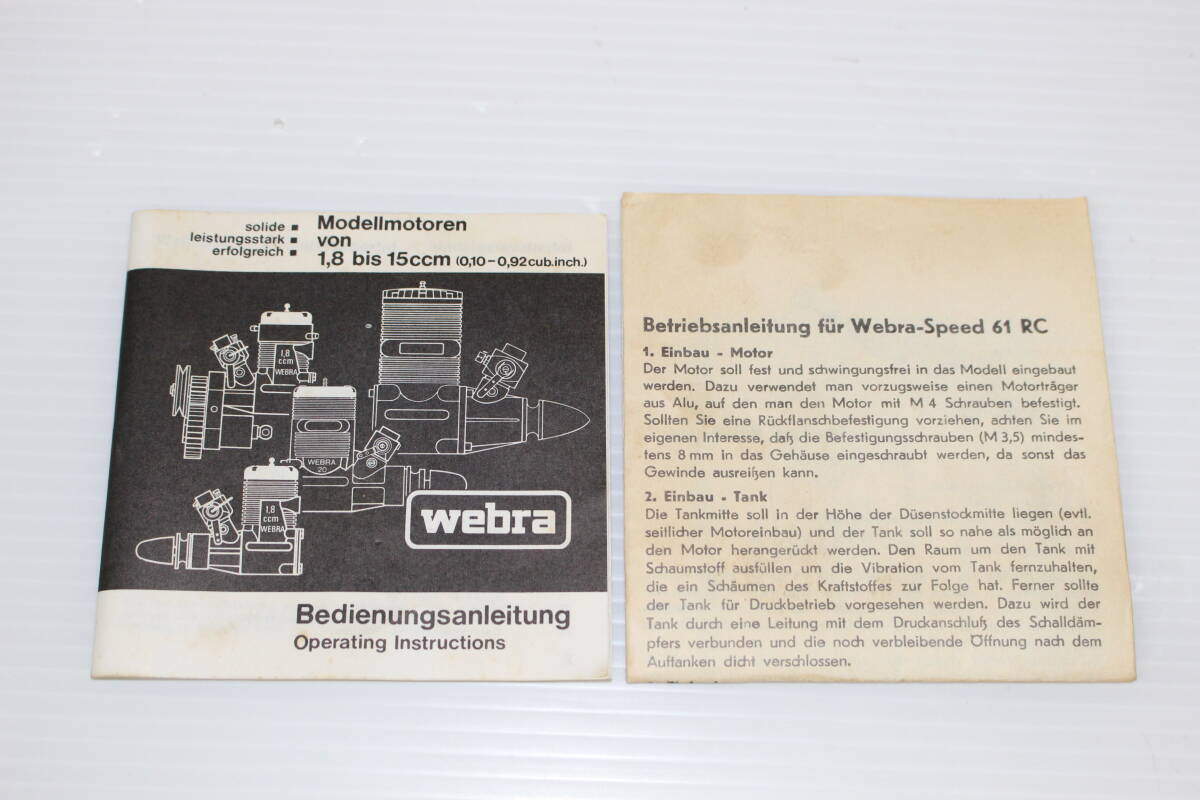 solide ■
leistungsstark ■
erfolgreich ■
Modellmotoren
von
1,8 bis 15ccm (0,10–0,92cub.inch.)
1,8
ccm
WEBRA
WEBRA
20
1,8
ccm
WEBRA
webra
Bedienungsanleitung
Operating Instructions
Betriebsanleitung für Webra-Speed 61 RC
1. Einbau - Motor
Der Motor soll fest und schwingungsfrei in das Modell eingebaut
werden. Dazu verwendet man vorzugsweise einen Motorträger
aus Alu, auf den man den Motor mit M 4 Schrauben befestigt.
Sollten Sie eine Rückflanschbefestigung vorziehen, achten Sie im
eigenen Interesse, daß die Befestigungsschrauben (M 3,5) mindes-
tens 8 mm in das Gehäuse eingeschraubt werden, da sonst das
Gewinde ausreißen kann.
2. Einbau - Tank
Die Tankmitte soll in der Höhe der Düsenstockmitte liegen (evtl.
seitlicher Motoreinbau) und der Tank soll so nahe als möglich an
den Motor herangerückt werden. Den Raum um den Tank mit
Schaumstoff ausfüllen um die Vibration vom Tank fernzuhalten,
die ein Schäumen des Kraftstoffes zur Folge hat. Ferner sollte
der Tank für Druckbetrieb vorgesehen werden. Dazu wird der
Tank durch eine Leitung mit dem Druckanschluß des Schalldäm-
pfers verbunden und die noch verbleibende Öffnung nach dem
Auftanken dicht verschlossen.